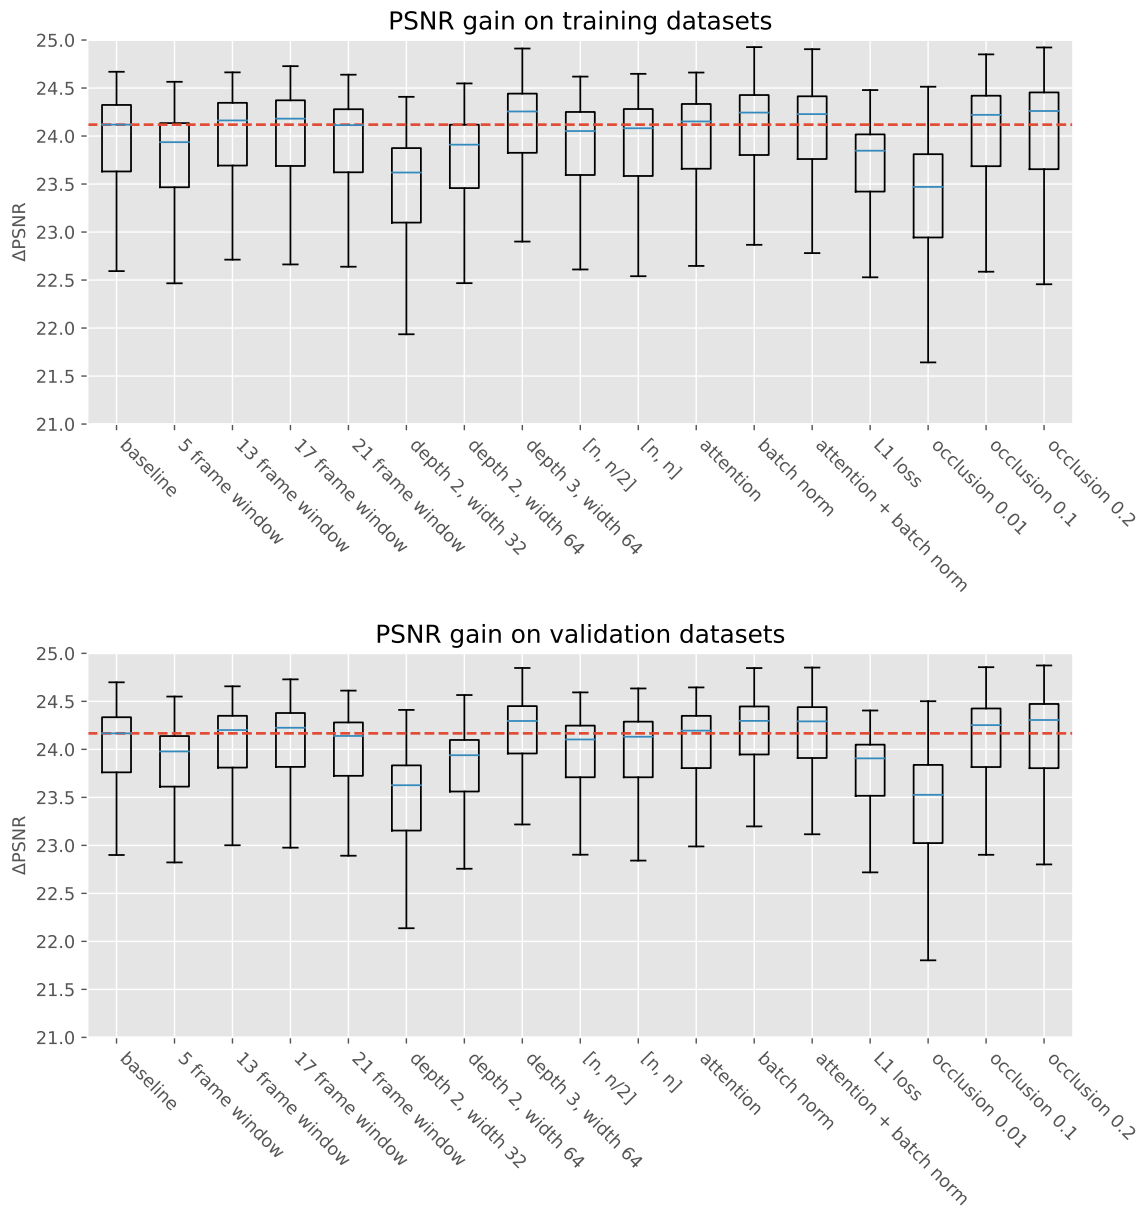 PSNR gain on training datasets
25.0
24.5
24.0
23.5
23.0
22.5
22.0
21.5
21.0
ΔPSNR
baseline
5 frame window
13 frame window
17 frame window
21 frame window
depth 2, width 32
depth 2, width 64
depth 3, width 64
[n, n/2]
[n, n]
attention
batch norm
attention + batch norm
L1 loss
occlusion 0.01
occlusion 0.1
occlusion 0.2
PSNR gain on validation datasets
25.0
24.5
24.0
23.5
23.0
22.5
22.0
21.5
21.0
ΔPSNR
baseline
5 frame window
13 frame window
17 frame window
21 frame window
depth 2, width 32
depth 2, width 64
depth 3, width 64
[n, n/2]
[n, n]
attention
batch norm
attention + batch norm
L1 loss
occlusion 0.01
occlusion 0.1
occlusion 0.2